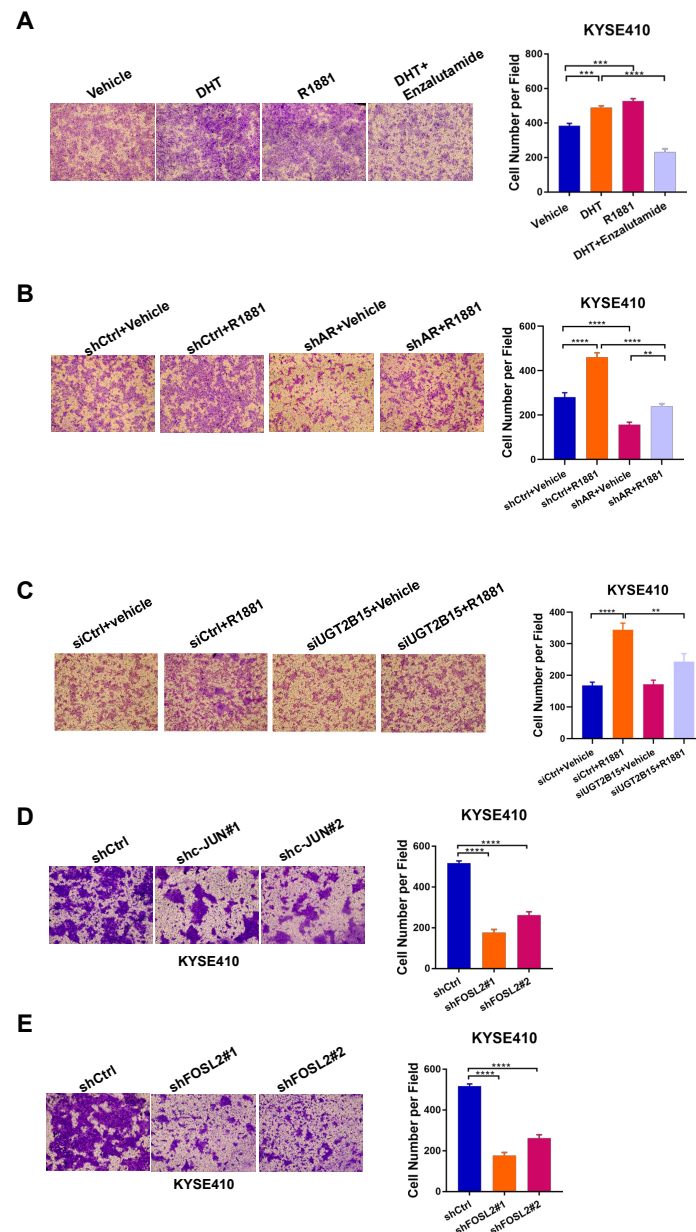 A
Vehicle
DHT
R1881
DHT+
Enzalutamide
KYSE410
Cell Number per Field
800
600
400
200
0
***
***
****
Vehicle
DHT
R1881
DHT+Enzalutamide
B
shCtrl+Vehicle
shCtrl+R1881
shAR+Vehicle
shAR+R1881
KYSE410
Cell Number per Field
600
400
200
0
****
****
****
**
shCtrl+Vehicle
shCtrl+R1881
shAR+Vehicle
shAR+R1881
C
siCtrl+vehicle
siCtrl+R1881
siUGT2B15+Vehicle
siUGT2B15+R1881
KYSE410
Cell Number per Field
400
300
200
100
0
****
**
siCtrl+Vehicle
siCtrl+R1881
siUGT2B15+Vehicle
siUGT2B15+R1881
D
shCtrl
shc-JUN#1
shc-JUN#2
KYSE410
KYSE410
Cell Number per Field
600
400
200
0
****
****
shCtrl
shFOSL2#1
shFOSL2#2
E
shCtrl
shFOSL2#1
shFOSL2#2
KYSE410
KYSE410
Cell Number per Field
600
400
200
0
****
****
shCtrl
shFOSL2#1
shFOSL2#2